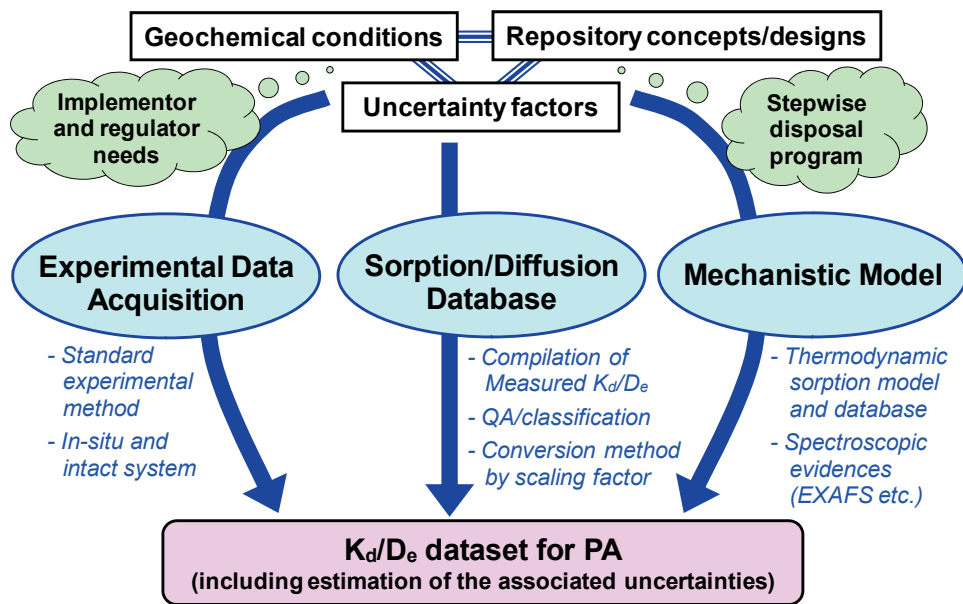 Geochemical conditions
Repository concepts/designs
Uncertainty factors
Implementor
and regulator
needs
Stepwise
disposal
program
Experimental Data
Acquisition
Sorption/Diffusion
Database
Mechanistic Model
- Standard
experimental
method
- In-situ and
intact system
- Compilation of
Measured Kd/De
- QA/classification
- Conversion method
by scaling factor
- Thermodynamic
sorption model
and database
- Spectroscopic
evidences
(EXAFS etc.)
Kd/De dataset for PA
(including estimation of the associated uncertainties)